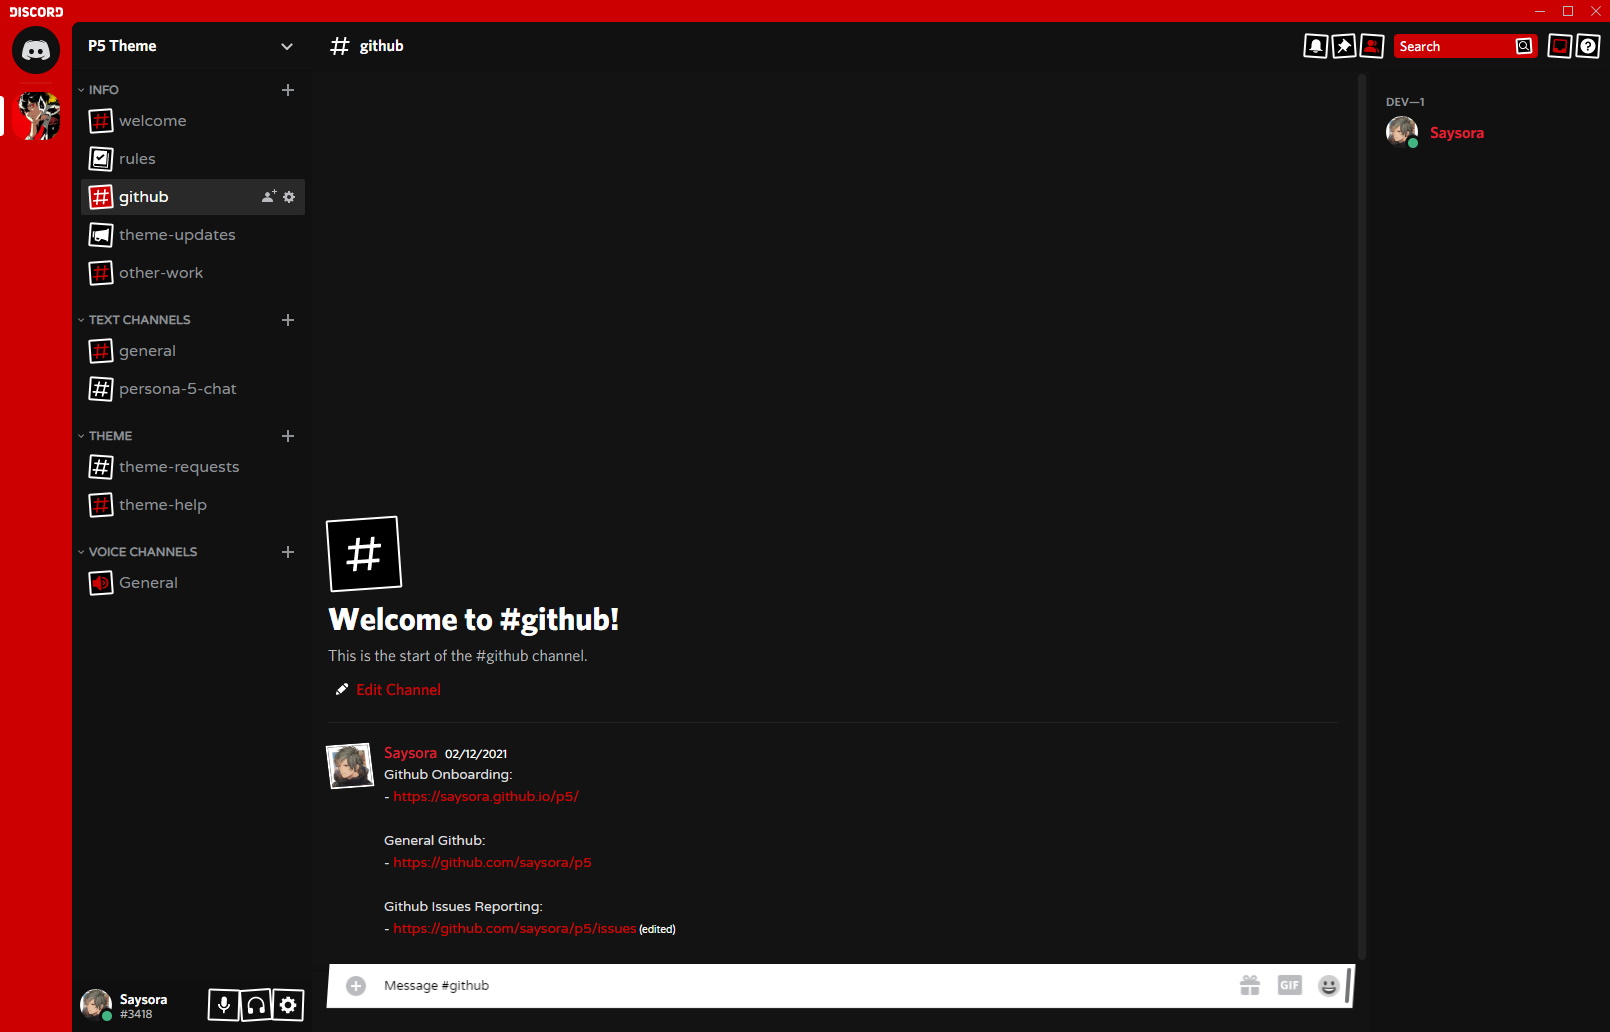 DISCORD
P5 Theme
github
Search
INFO
welcome
rules
github
theme-updates
other-work
TEXT CHANNELS
general
persona-5-chat
THEME
theme-requests
theme-help
VOICE CHANNELS
General
Saysora
#3418
Welcome to #github!
This is the start of the #github channel.
Edit Channel
Saysora 02/12/2021
Github Onboarding:
- https://saysora.github.io/p5/
General Github:
- https://github.com/saysora/p5
Github Issues Reporting:
- https://github.com/saysora/p5/issues (edited)
Message #github
GIF
DEV—1
Saysora